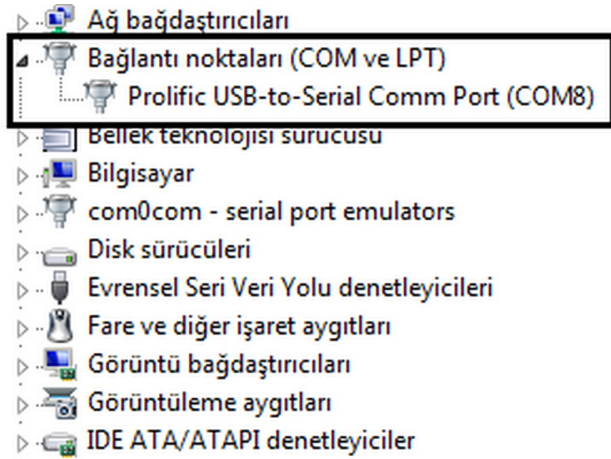 Ağ bağdaştırıcıları
Bağlantı noktaları (COM ve LPT)
Prolific USB-to-Serial Comm Port (COM8)
Bellek teknolojisi sürücüsü
Bilgisayar
com0com - serial port emulators
Disk sürücüleri
Evrensel Seri Veri Yolu denetleyicileri
Fare ve diğer işaret aygıtları
Görüntü bağdaştırıcıları
Görüntüleme aygıtları
IDE ATA/ATAPI denetleyiciler